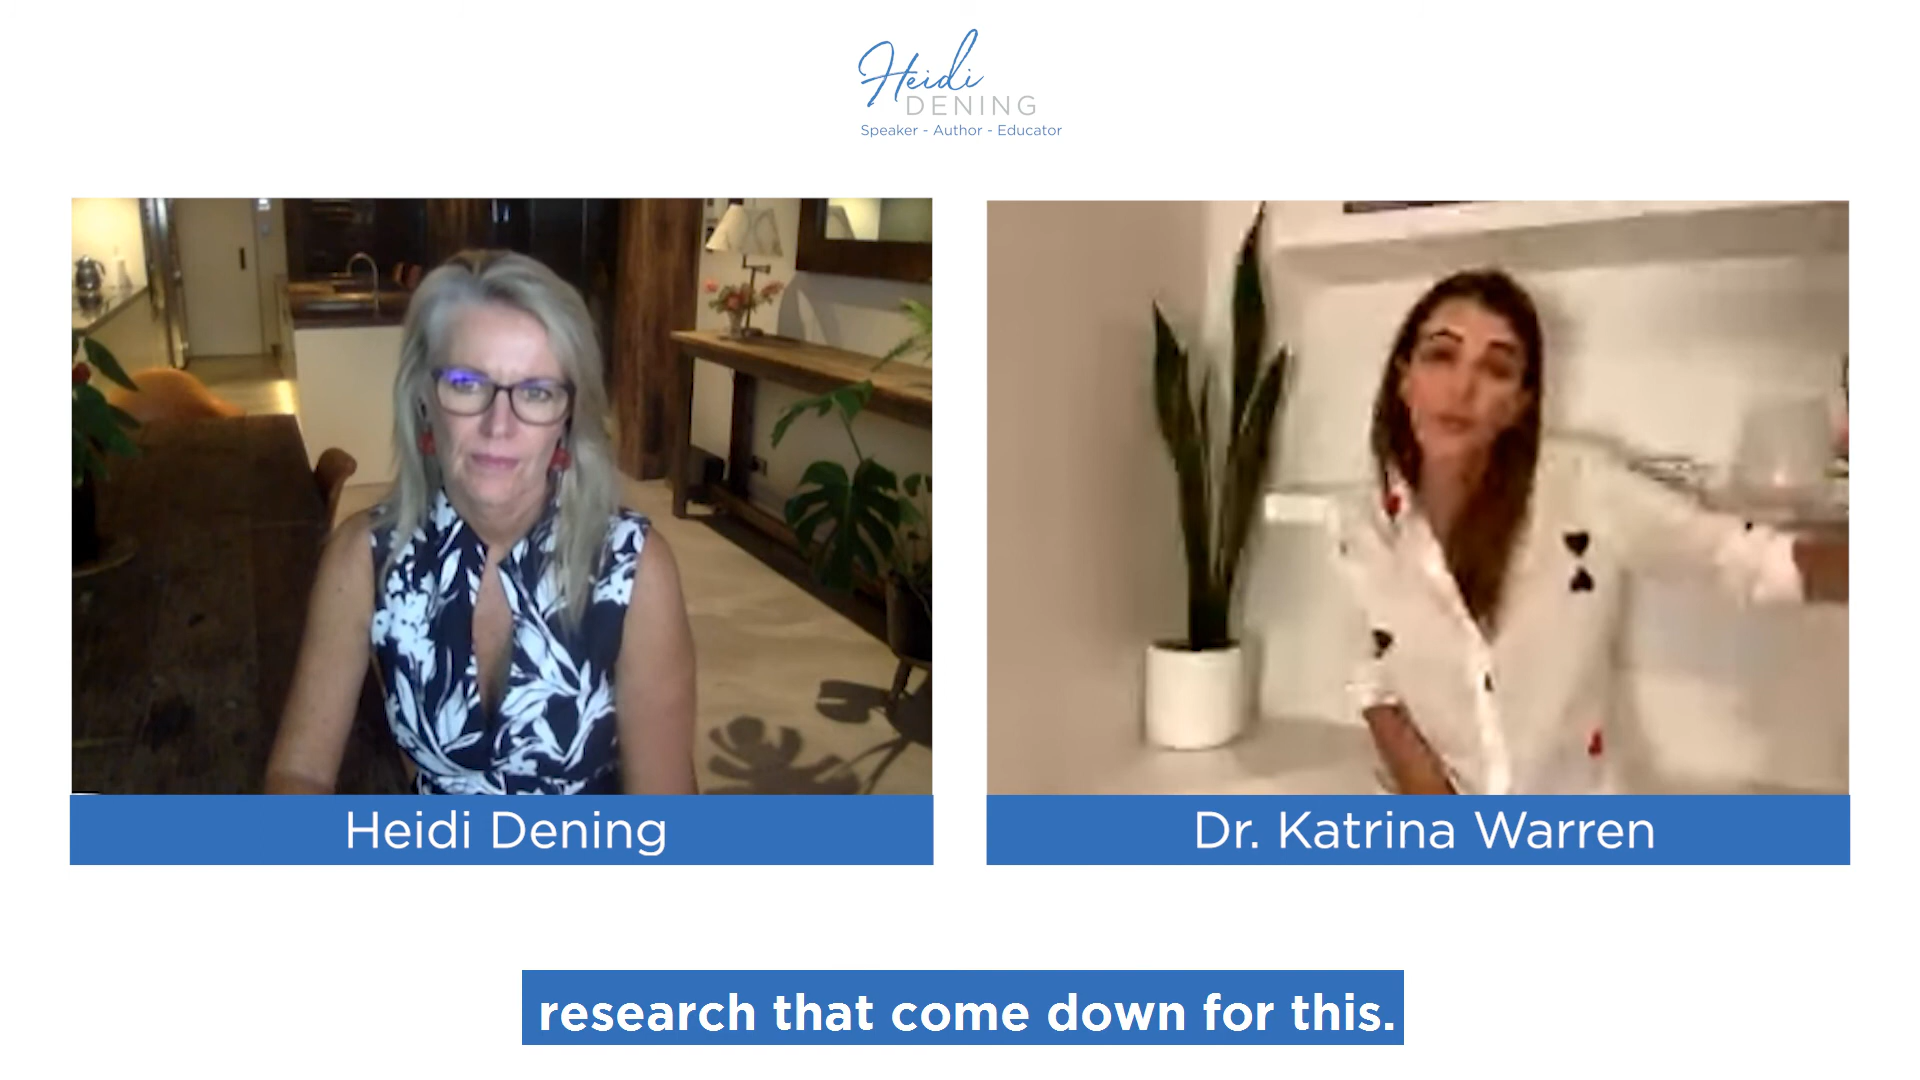 Heidi
DENING
Speaker - Author - Educator
Heidi Dening
Dr. Katrina Warren
research that come down for this.